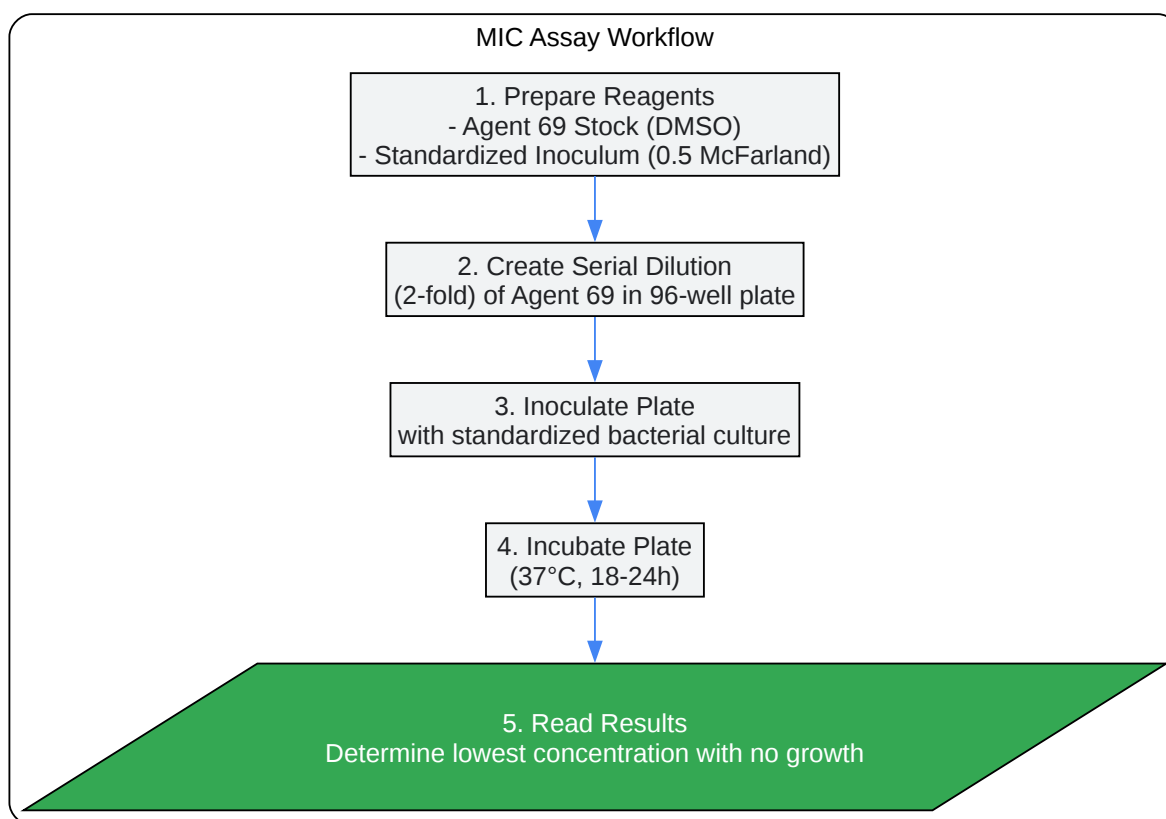 MIC Assay Workflow
1. Prepare Reagents
- Agent 69 Stock (DMSO)
- Standardized Inoculum (0.5 McFarland)
2. Create Serial Dilution
(2-fold) of Agent 69 in 96-well plate
3. Inoculate Plate
with standardized bacterial culture
4. Incubate Plate
(37°C, 18-24h)
5. Read Results
Determine lowest concentration with no growth